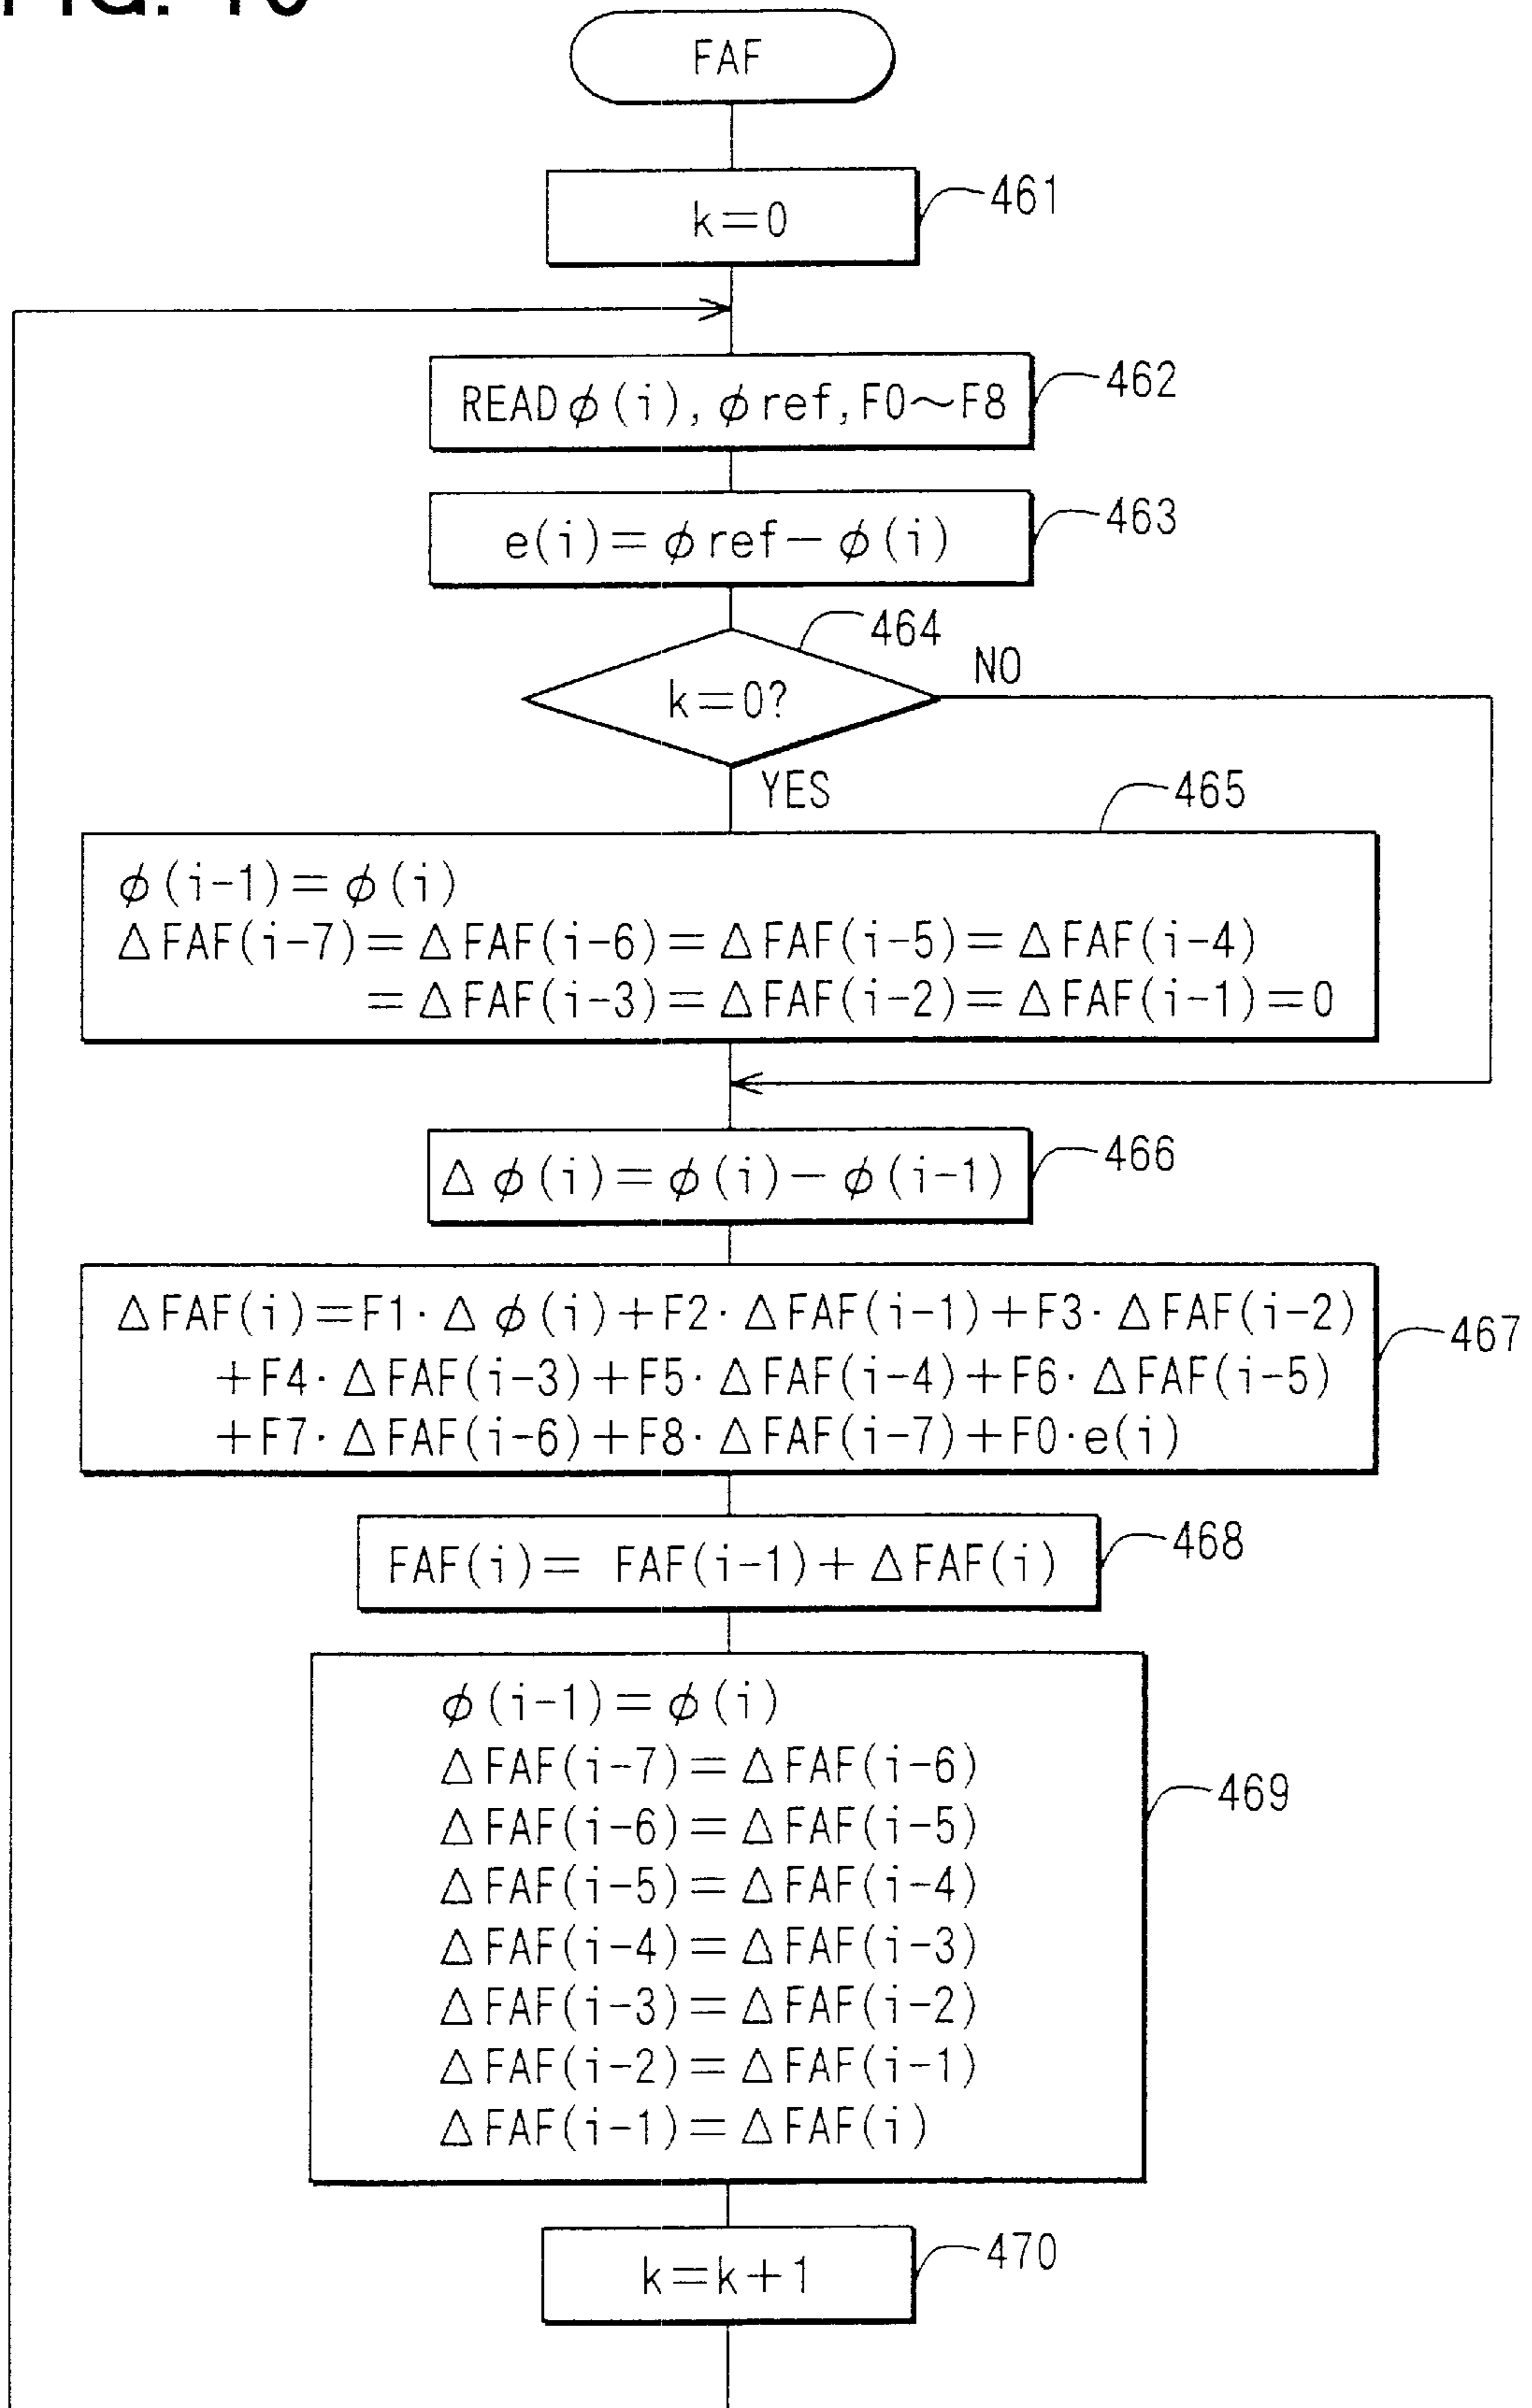 FAF
k=0
461
READ ϕ(i), ϕref, F0~F8
462
e(i)=ϕref-ϕ(i)
463
464
k=0?
NO
YES
465
ϕ(i-1)=ϕ(i)
ΔFAF(i-7)=ΔFAF(i-6)=ΔFAF(i-5)=ΔFAF(i-4)
=ΔFAF(i-3)=ΔFAF(i-2)=ΔFAF(i-1)=0
Δϕ(i)=ϕ(i)-ϕ(i-1)
466
ΔFAF(i)=F1·Δϕ(i)+F2·ΔFAF(i-1)+F3·ΔFAF(i-2)
+F4·ΔFAF(i-3)+F5·ΔFAF(i-4)+F6·ΔFAF(i-5)
+F7·ΔFAF(i-6)+F8·ΔFAF(i-7)+F0·e(i)
467
FAF(i)= FAF(i-1)+ΔFAF(i)
468
ϕ(i-1)=ϕ(i)
ΔFAF(i-7)=ΔFAF(i-6)
ΔFAF(i-6)=ΔFAF(i-5)
ΔFAF(i-5)=ΔFAF(i-4)
ΔFAF(i-4)=ΔFAF(i-3)
ΔFAF(i-3)=ΔFAF(i-2)
ΔFAF(i-2)=ΔFAF(i-1)
ΔFAF(i-1)=ΔFAF(i)
469
k=k+1
470